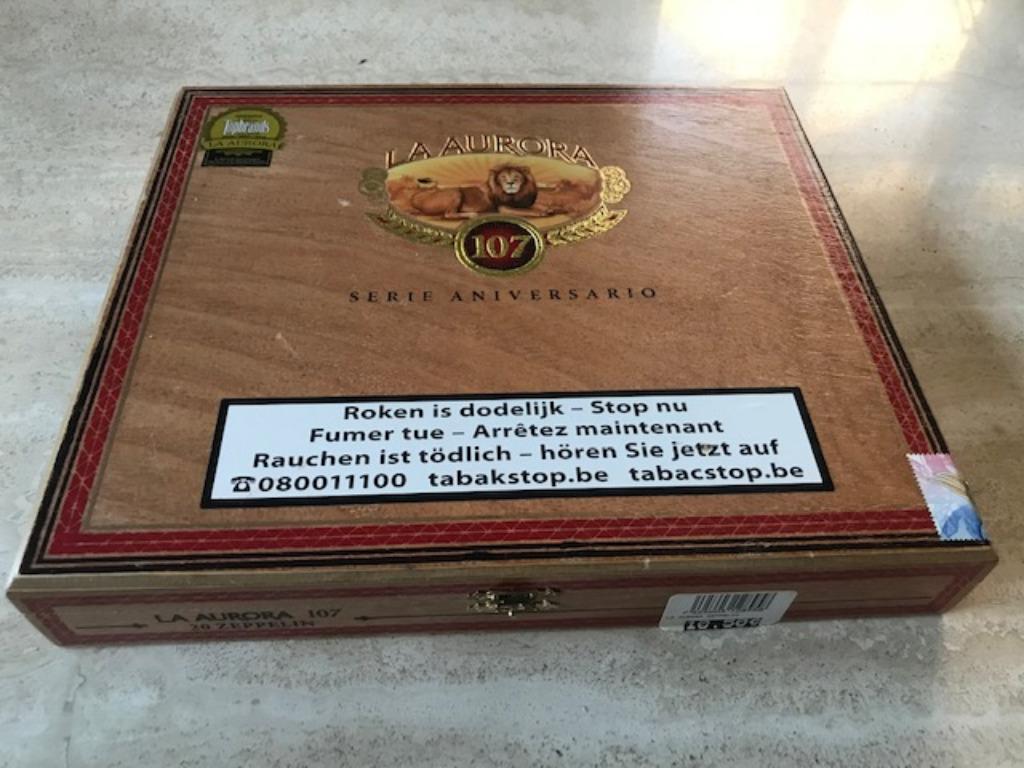 Topbrands
LA AURORA
LA AURORA
107
SERIE ANIVERSARIO
Roken is dodelijk – Stop nu
Fumer tue – Arrêtez maintenant
Rauchen ist tödlich – hören Sie jetzt auf
☎080011100 tabakstop.be tabacstop.be
LA AURORA 107
20 ZEPPELIN